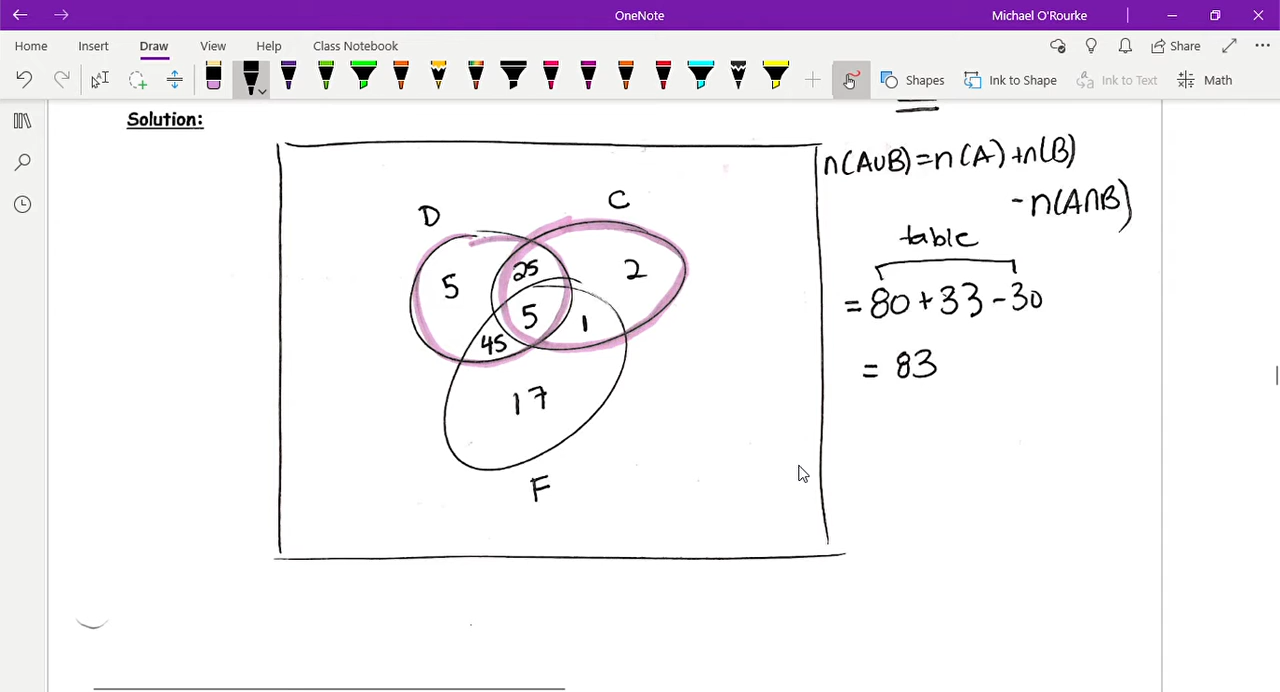 OneNote
Michael O'Rourke
Home Insert Draw View Help Class Notebook
Share
Shapes Ink to Shape Ink to Text Math
Solution:
n(A∪B)=n(A)+n(B)
-n(A∩B)
D
C
table
5
25
2
5
1
45
17
F
=80+33-30
= 83